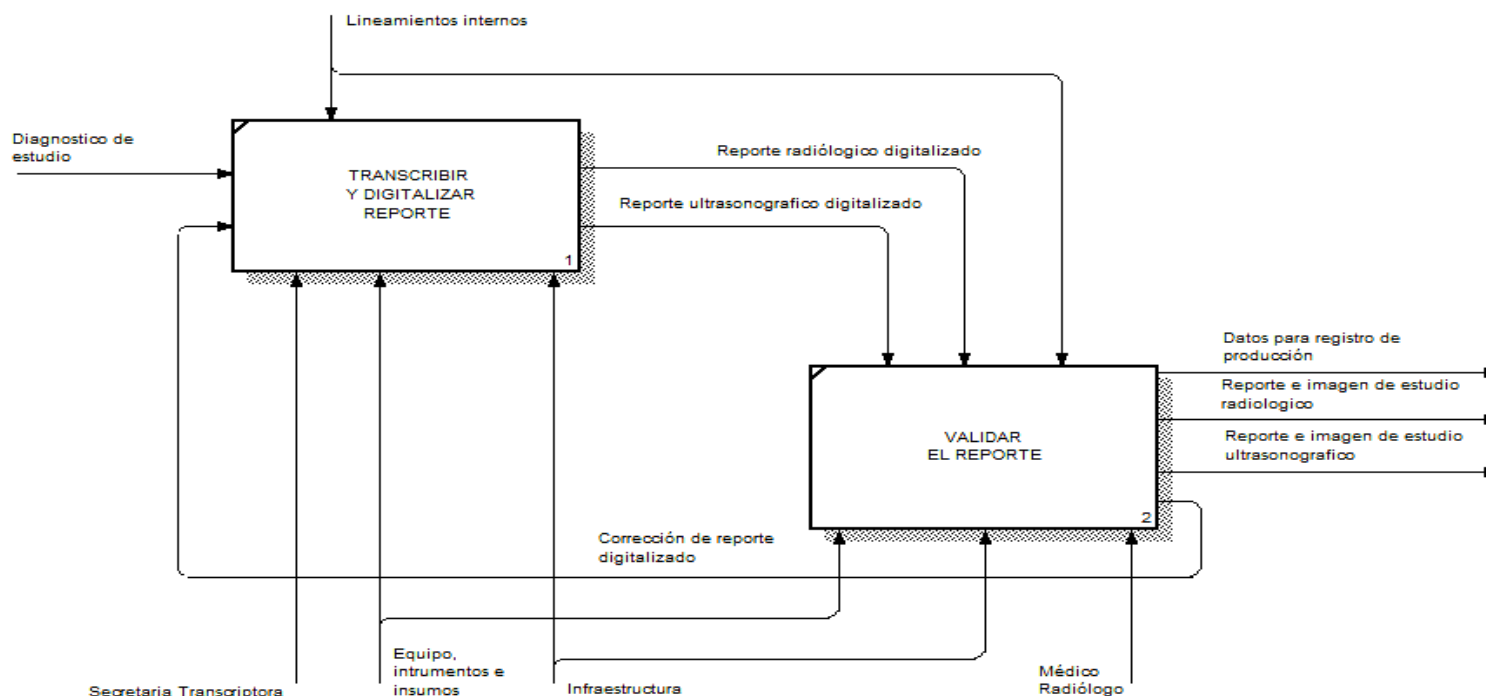 Lineamientos internos
Diagnostico de
estudio
TRANSCRIBIR
Y DIGITALIZAR
REPORTE
1
Reporte radiólogico digitalizado
Reporte ultrasonografico digitalizado
Datos para registro de
producción
Reporte e imagen de estudio
radiologico
Reporte e imagen de estudio
ultrasonografico
VALIDAR
EL REPORTE
2
Corrección de reporte
digitalizado
Secretaria Transcriptora
Equipo,
intrumentos e
insumos
Infraestructura
Médico
Radiólogo